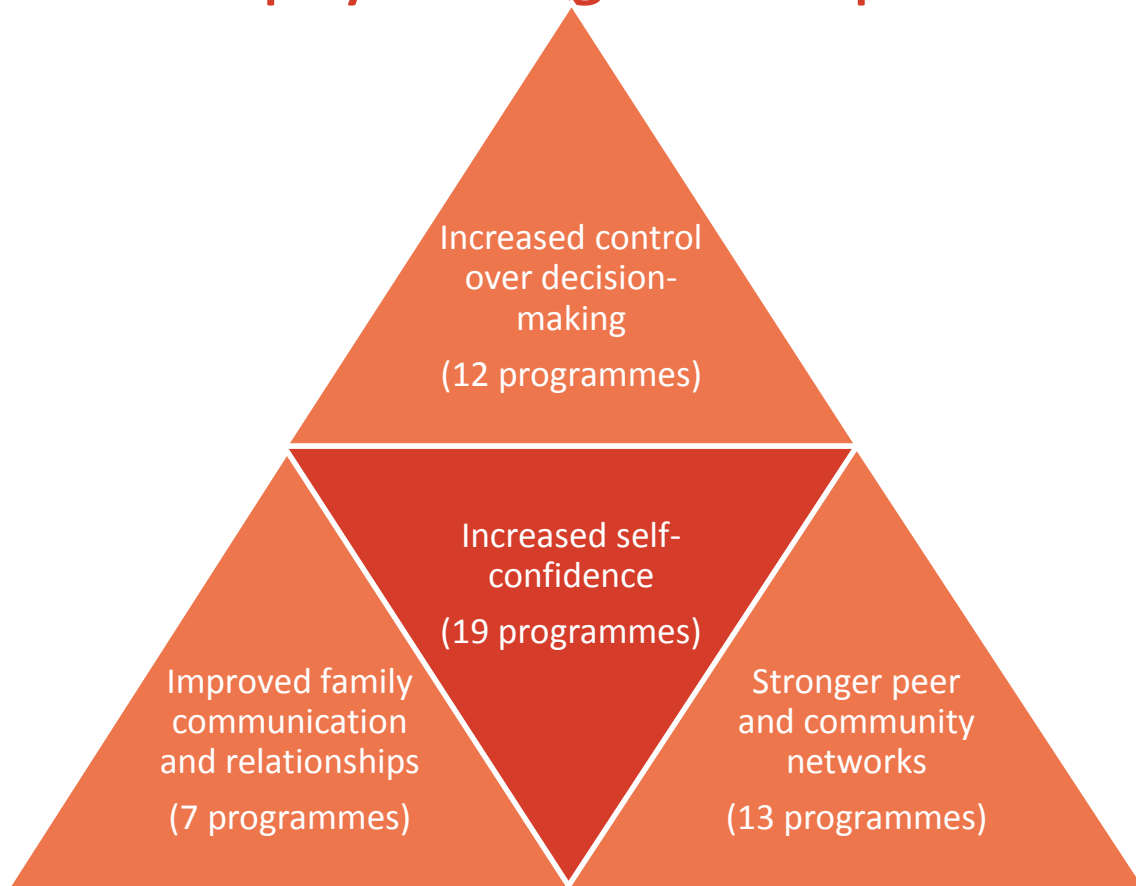 Increased control
over decision-
making
(12 programmes)
Increased self-
confidence
(19 programmes)
Improved family
communication
and relationships
(7 programmes)
Stronger peer
and community
networks
(13 programmes)